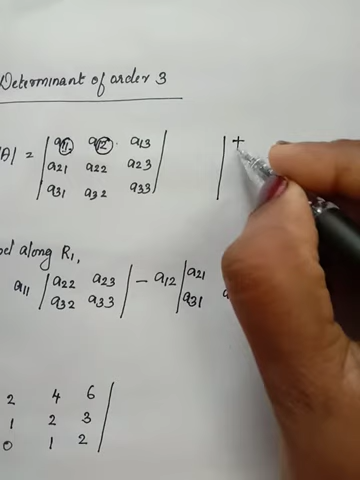 Determinant of order 3
|A| = | a11 a12 a13 | | +
a21 a22 a23
a31 a32 a33
along R1,
a11 | a22 a23 | - a12 | a21
a32 a33 a31
2 4 6
1 2 3
0 1 2